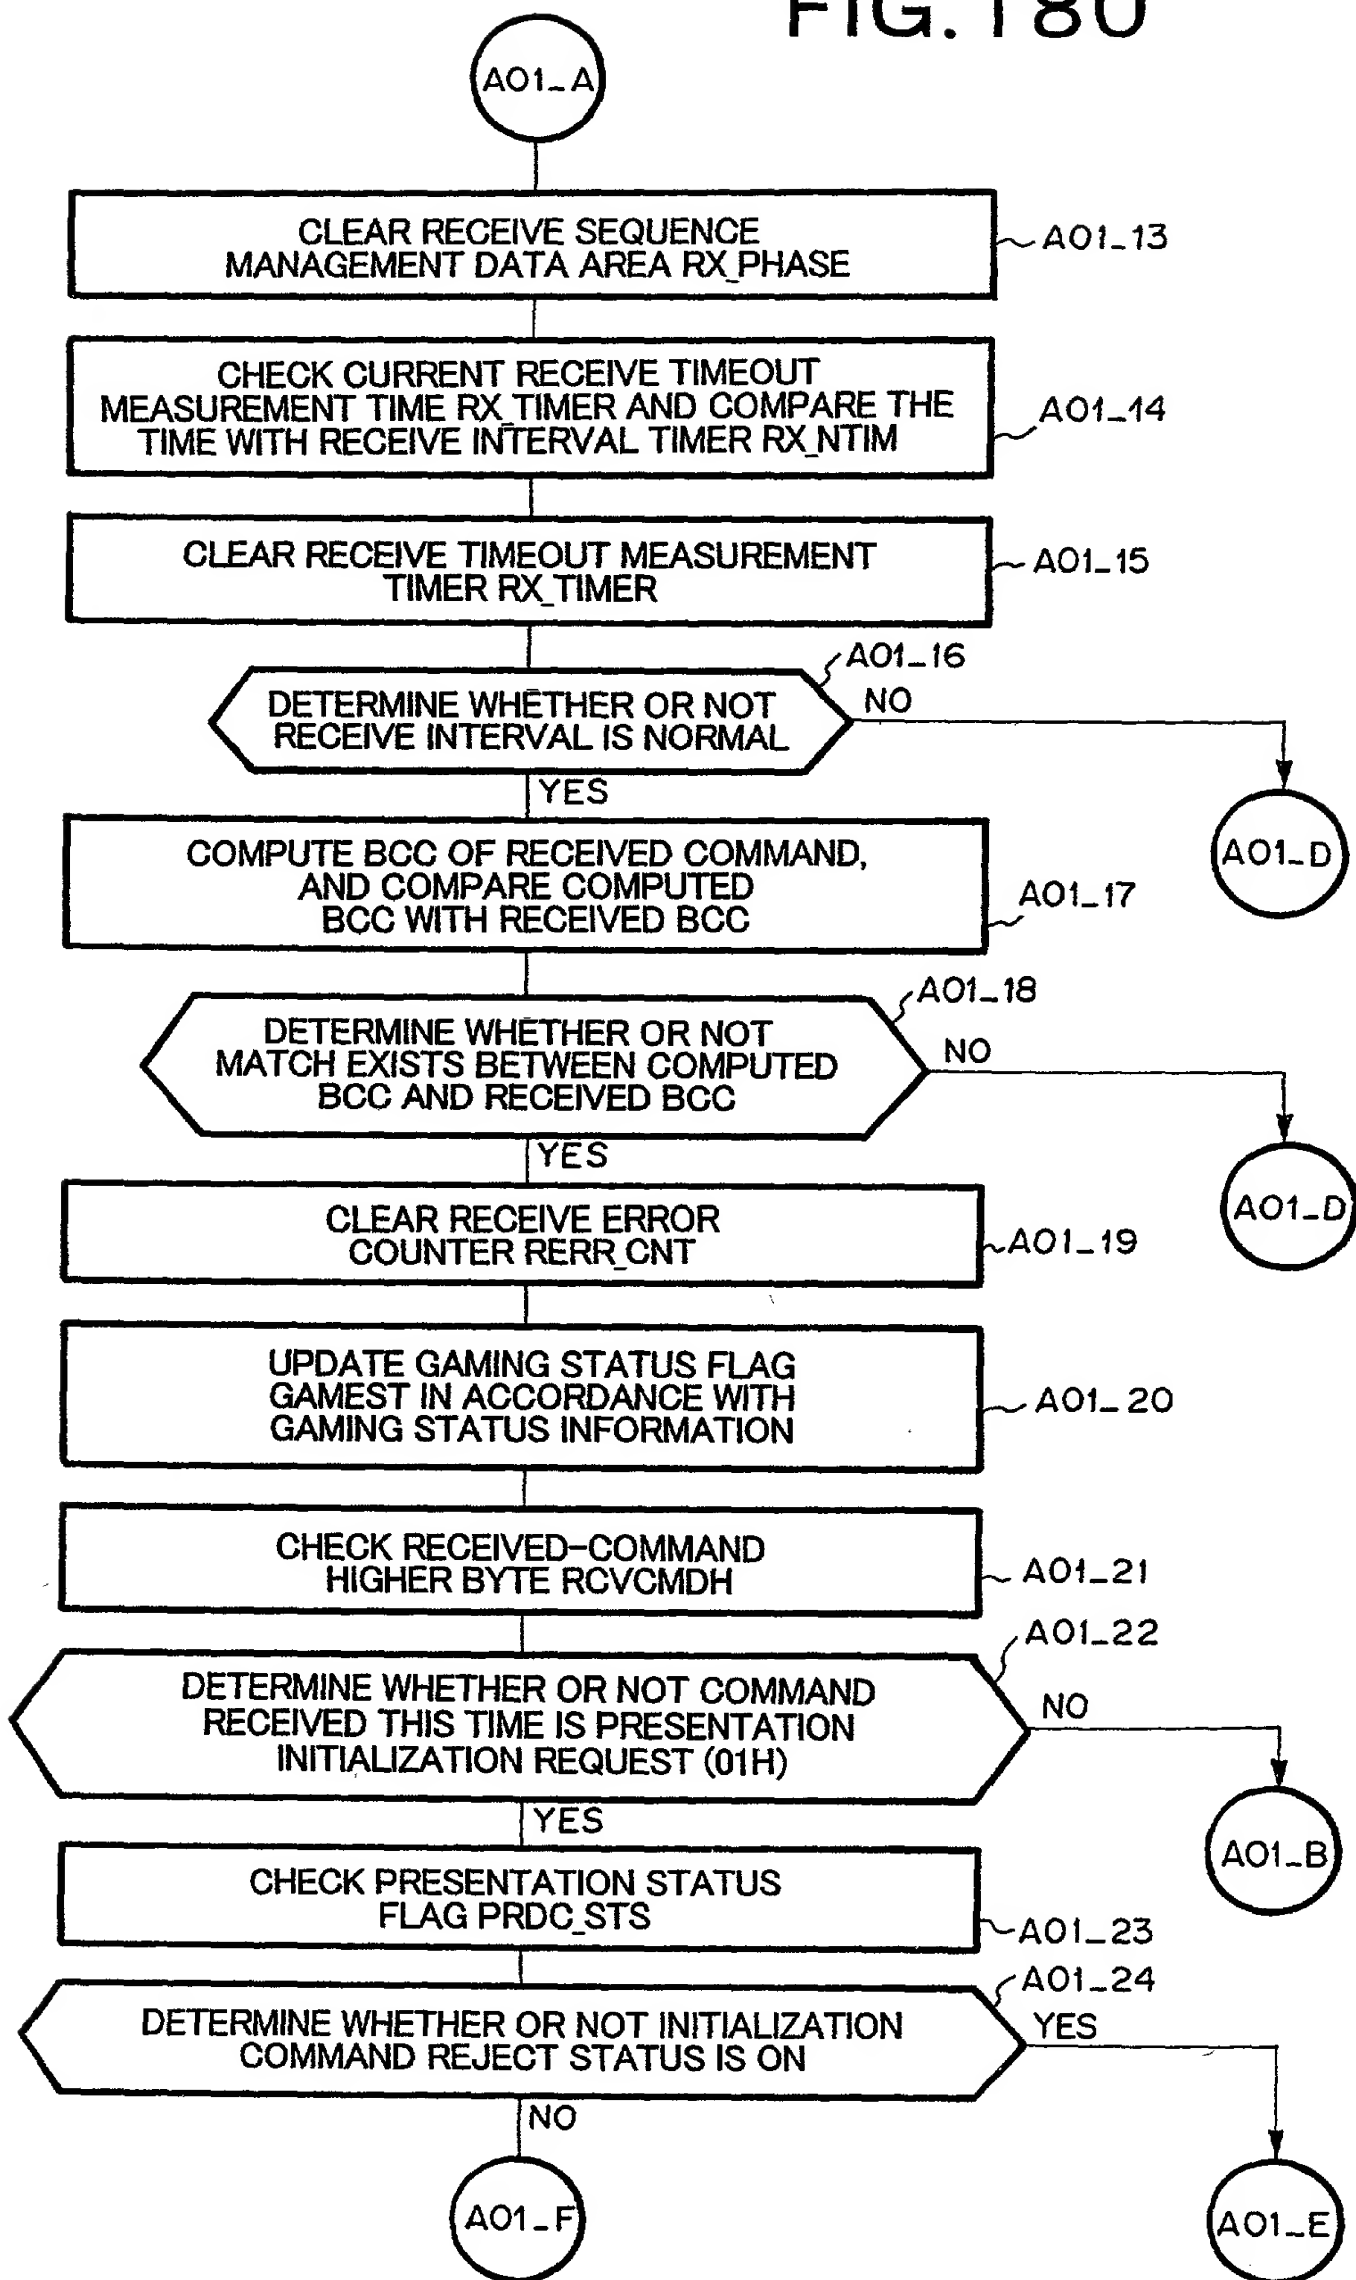 FIG. 180
A01_A
CLEAR RECEIVE SEQUENCE
MANAGEMENT DATA AREA RX_PHASE
A01_13
CHECK CURRENT RECEIVE TIMEOUT
MEASUREMENT TIME RX_TIMER AND COMPARE THE
TIME WITH RECEIVE INTERVAL TIMER RX_NTIM
A01_14
CLEAR RECEIVE TIMEOUT MEASUREMENT
TIMER RX_TIMER
A01_15
A01_16
DETERMINE WHETHER OR NOT
RECEIVE INTERVAL IS NORMAL
NO
YES
A01_D
COMPUTE BCC OF RECEIVED COMMAND,
AND COMPARE COMPUTED
BCC WITH RECEIVED BCC
A01_17
A01_18
DETERMINE WHETHER OR NOT
MATCH EXISTS BETWEEN COMPUTED
BCC AND RECEIVED BCC
NO
YES
A01_D
CLEAR RECEIVE ERROR
COUNTER RERR_CNT
A01_19
UPDATE GAMING STATUS FLAG
GAMEST IN ACCORDANCE WITH
GAMING STATUS INFORMATION
A01_20
CHECK RECEIVED-COMMAND
HIGHER BYTE RCVCMDH
A01_21
A01_22
DETERMINE WHETHER OR NOT COMMAND
RECEIVED THIS TIME IS PRESENTATION
INITIALIZATION REQUEST (01H)
NO
YES
A01_B
CHECK PRESENTATION STATUS
FLAG PRDC_STS
A01_23
A01_24
DETERMINE WHETHER OR NOT INITIALIZATION
COMMAND REJECT STATUS IS ON
YES
NO
A01_F
A01_E